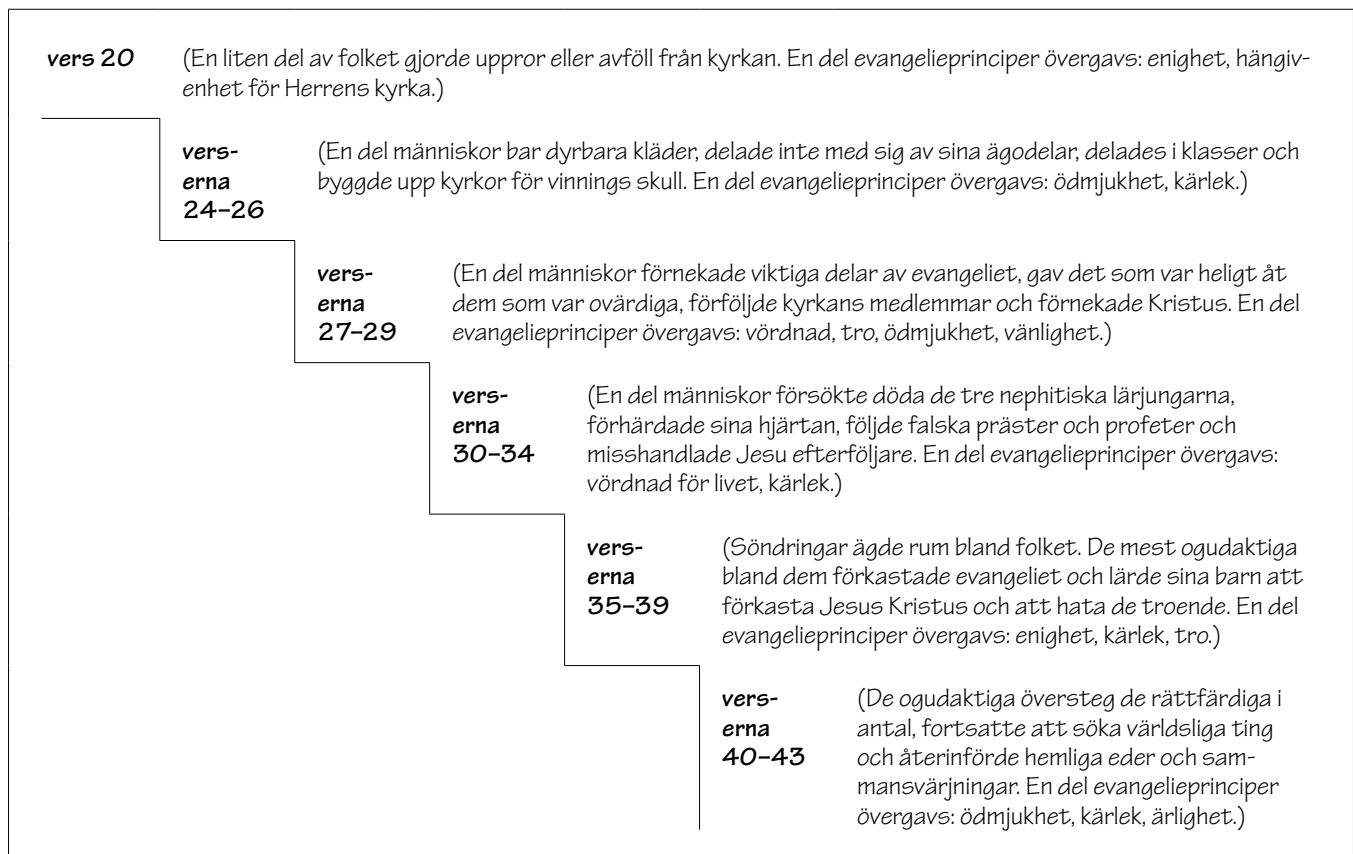 vers 20 (En liten del av folket gjorde uppror eller avföll från kyrkan. En del evangelieprinciper övergavs: enighet, hängiv-
enhet för Herrens kyrka.)
vers- (En del människor bar dyrbara kläder, delade inte med sig av sina ägodelar, delades i klasser och
erna byggde upp kyrkor för vinnings skull. En del evangelieprinciper övergavs: ödmjukhet, kärlek.)
24–26
vers- (En del människor förnekade viktiga delar av evangeliet, gav det som var heligt åt
erna dem som var ovärdiga, förföljde kyrkans medlemmar och förnekade Kristus. En del
27–29 evangelieprinciper övergavs: vördnad, tro, ödmjukhet, vänlighet.)
vers- (En del människor försökte döda de tre nephitiska lärjungarna,
erna förhärdade sina hjärtan, följde falska präster och profeter och
30–34 misshandlade Jesu efterföljare. En del evangelieprinciper övergavs:
vördnad för livet, kärlek.)
vers- (Söndringar ägde rum bland folket. De mest ogudaktiga
erna bland dem förkastade evangeliet och lärde sina barn att
35–39 förkasta Jesus Kristus och att hata de troende. En del
evangelieprinciper övergavs: enighet, kärlek, tro.)
vers- (De ogudaktiga översteg de rättfärdiga i
erna antal, fortsatte att söka världsliga ting
40–43 och återinförde hemliga eder och sam-
mansvärjningar. En del evangelieprinciper
övergavs: ödmjukhet, kärlek, ärlighet.)